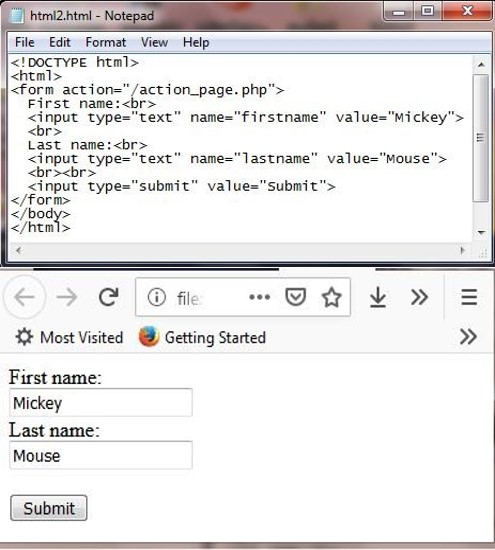 html2.html - Notepad
File Edit Format View Help
<!DOCTYPE html>
<html>
<form action="/action_page.php">
  First name:<br>
  <input type="text" name="firstname" value="Mickey">
  <br>
  Last name:<br>
  <input type="text" name="lastname" value="Mouse">
  <br><br>
  <input type="submit" value="Submit">
</form>
</body>
</html>
file:
Most Visited Getting Started
First name:
Mickey
Last name:
Mouse
Submit